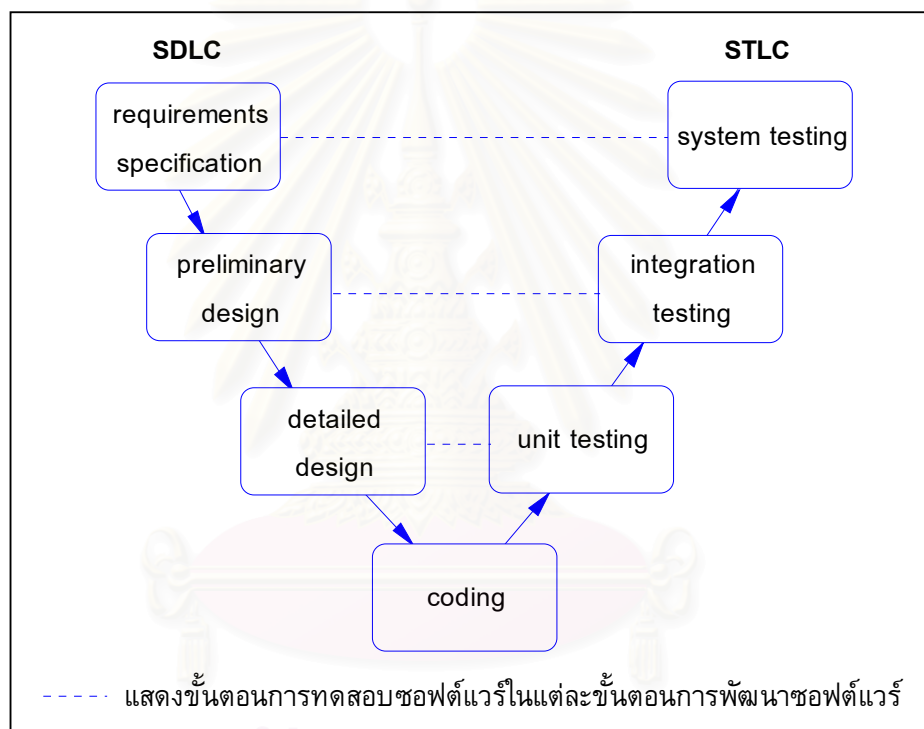 SDLC
STLC
requirements
specification
system testing
preliminary
design
integration
testing
detailed
design
unit testing
coding
แสดงขั้นตอนการทดสอบซอฟต์แวร์ในแต่ละขั้นตอนการพัฒนาซอฟต์แวร์